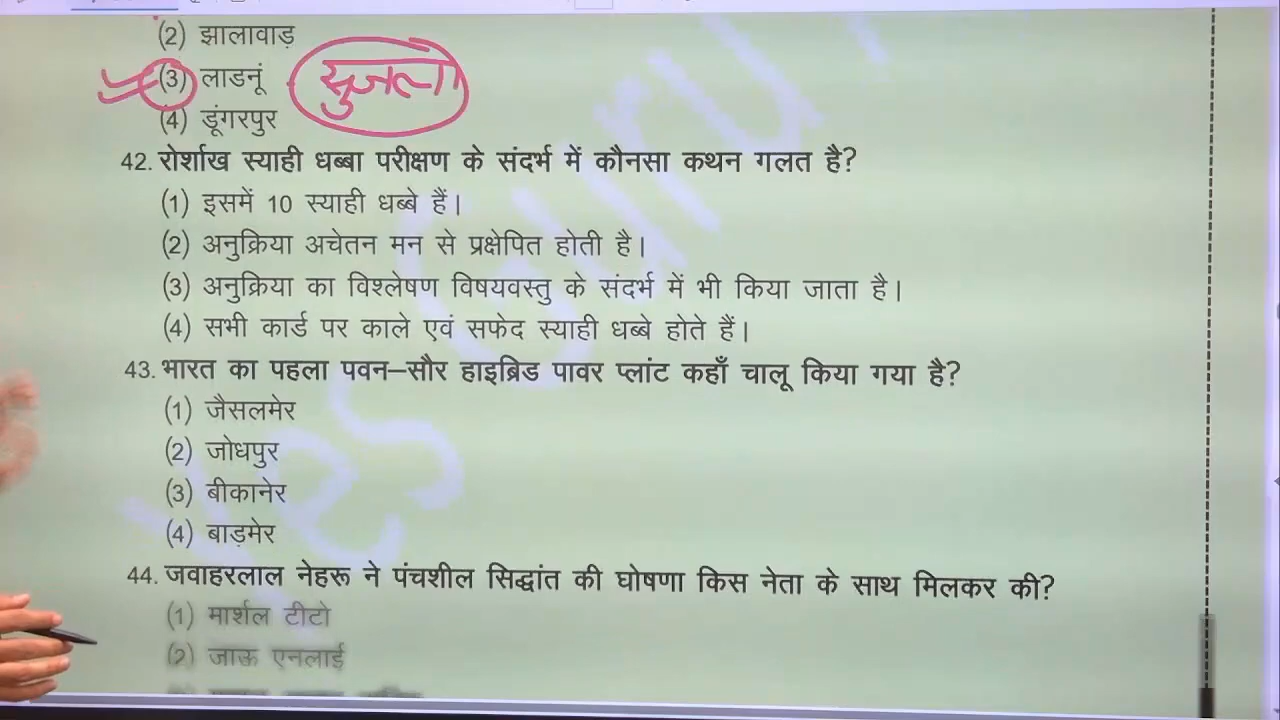 (2) झालावाड़
(3) लाडनूं
(4) डूंगरपुर
42. रोर्शाख स्याही धब्बा परीक्षण के संदर्भ में कौनसा कथन गलत है?
(1) इसमें 10 स्याही धब्बे हैं।
(2) अनुक्रिया अचेतन मन से प्रक्षेपित होती है।
(3) अनुक्रिया का विश्लेषण विषयवस्तु के संदर्भ में भी किया जाता है।
(4) सभी कार्ड पर काले एवं सफेद स्याही धब्बे होते हैं।
43. भारत का पहला पवन–सौर हाइब्रिड पावर प्लांट कहाँ चालू किया गया है?
(1) जैसलमेर
(2) जोधपुर
(3) बीकानेर
(4) बाड़मेर
44. जवाहरलाल नेहरू ने पंचशील सिद्धांत की घोषणा किस नेता के साथ मिलकर की?
(1) मार्शल टीटो
(2) जाऊ एनलाई